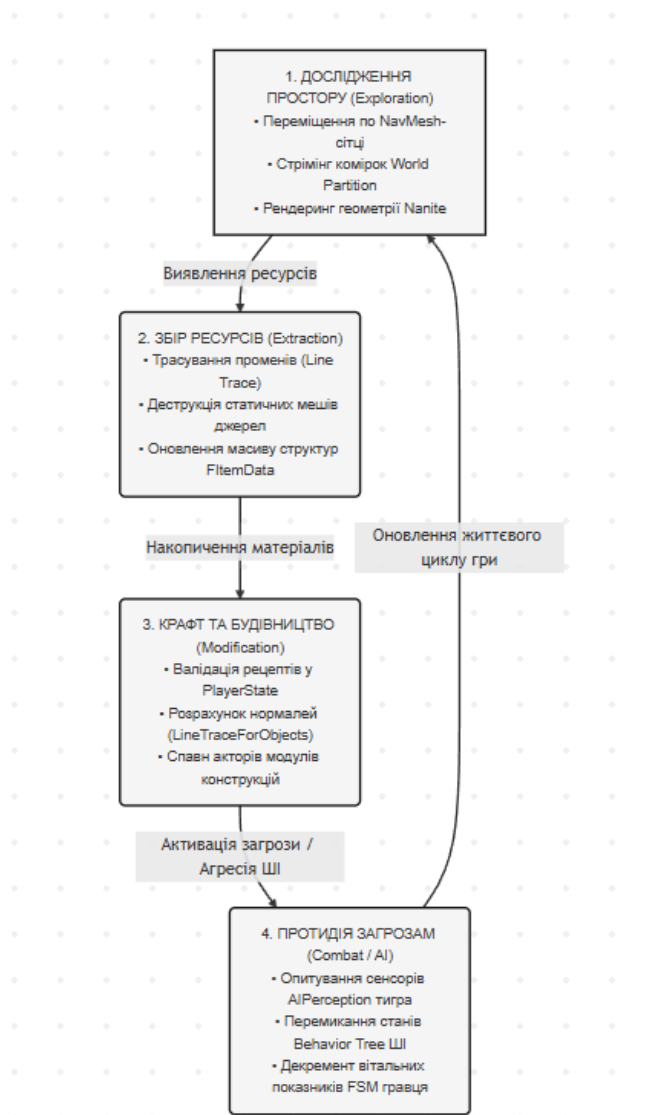 1. ДОСЛІДЖЕННЯ
ПРОСТОРУ (Exploration)
• Переміщення по NavMesh-
сітці
• Стрімінг комірок World
Partition
• Рендеринг геометрії Nanite
Виявлення ресурсів
2. ЗБІР РЕСУРСІВ (Extraction)
• Трасування променів (Line
Trace)
• Деструкція статичних мешів
джерел
• Оновлення масиву структур
FItemData
Накопичення матеріалів
Оновлення життєвого
циклу гри
3. КРАФТ ТА БУДІВНИЦТВО
(Modification)
• Валідація рецептів у
PlayerState
• Розрахунок нормалей
(LineTraceForObjects)
• Спавн акторів модулів
конструкцій
Активація загрози /
Агресія ШІ
4. ПРОТИДІЯ ЗАГРОЗАМ
(Combat / AI)
• Опитування сенсорів
AIPerception тигра
• Перемикання станів
Behavior Tree ШІ
• Декремент вітальних
показників FSM гравця